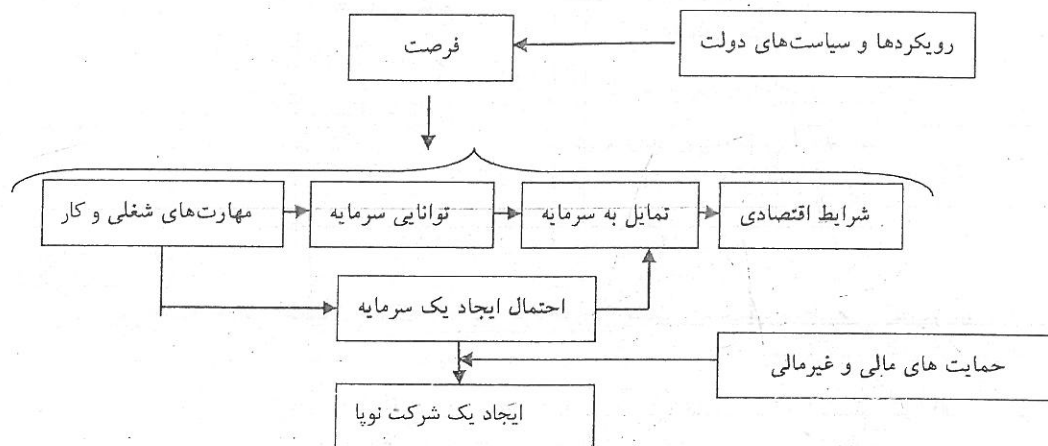 رویکردها و سیاست‌های دولت
فرصت
شرایط اقتصادی
تمایل به سرمایه
توانایی سرمایه
مهارت‌های شغلی و کار
احتمال ایجاد یک سرمایه
حمایت های مالی و غیرمالی
ایجاد یک شرکت نوپا